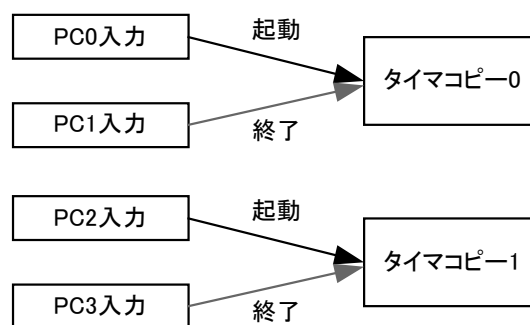 PC0入力
起動
タイマコピー0
PC1入力
終了
PC2入力
起動
タイマコピー1
PC3入力
終了